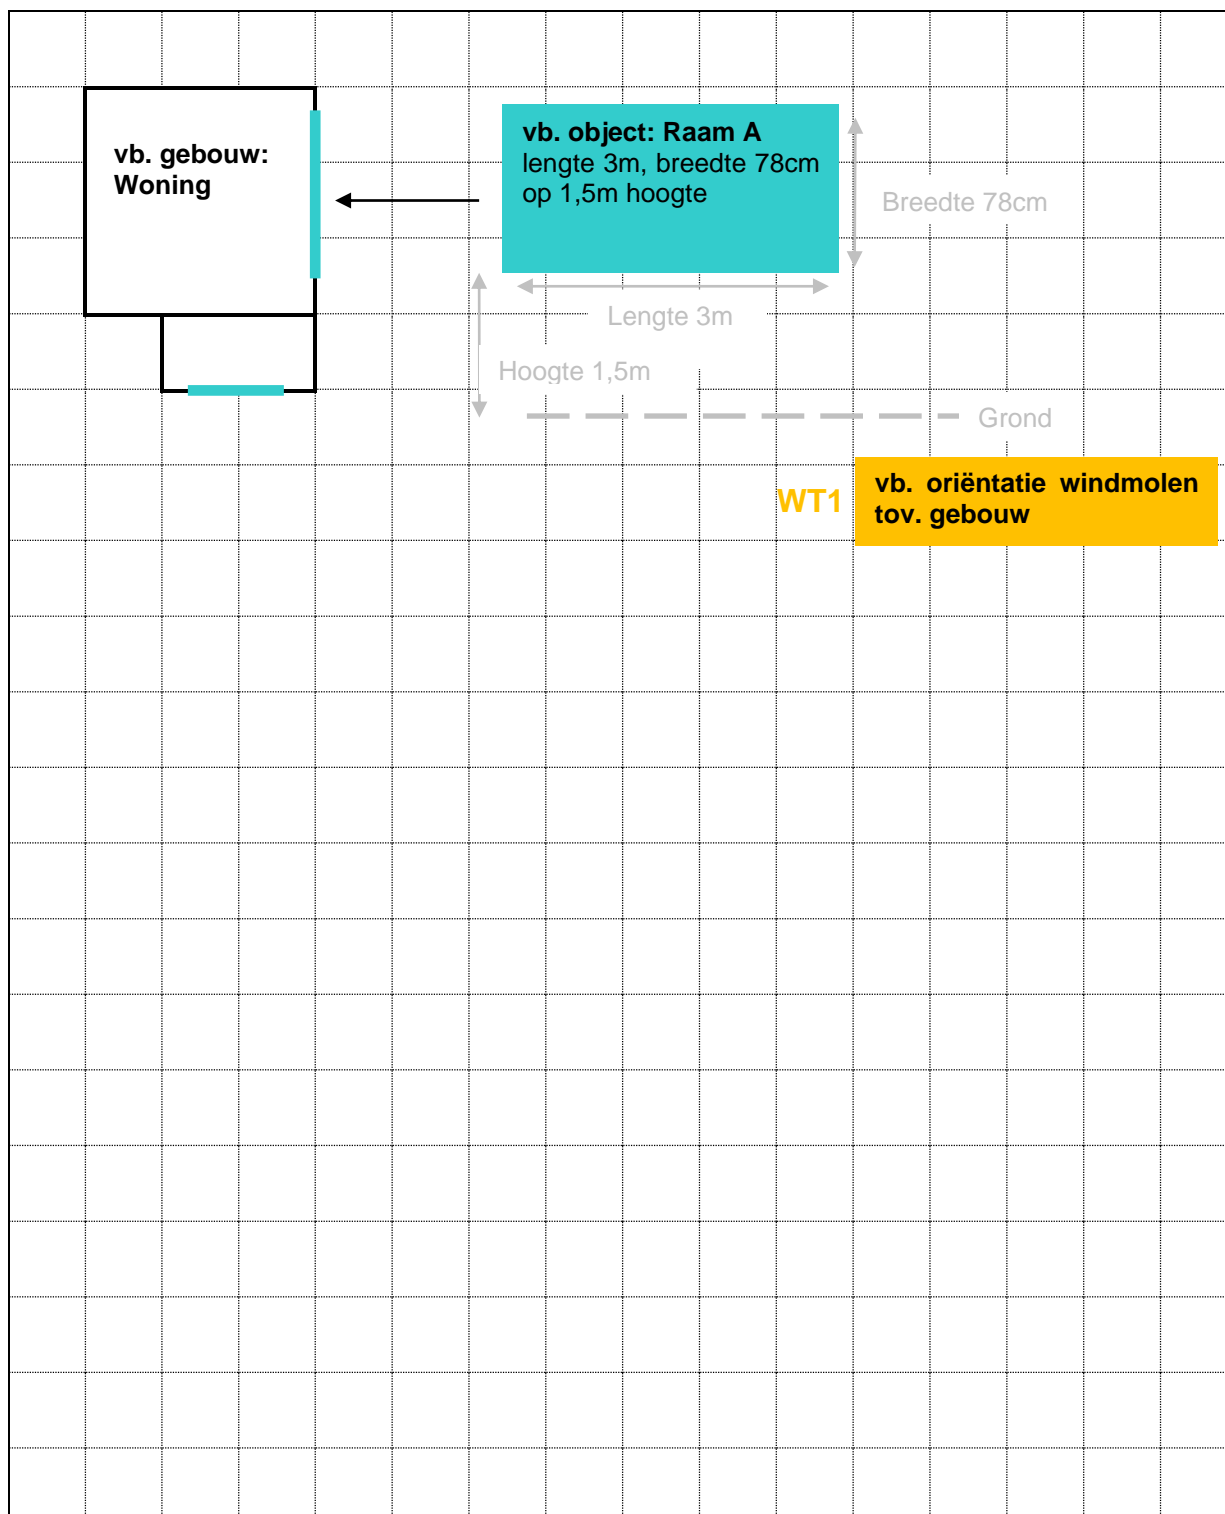 vb. gebouw:
Woning
vb. object: Raam A
lengte 3m, breedte 78cm
op 1,5m hoogte
Breedte 78cm
Lengte 3m
Hoogte 1,5m
Grond
WT1
vb. oriëntatie windmolen
tov. gebouw